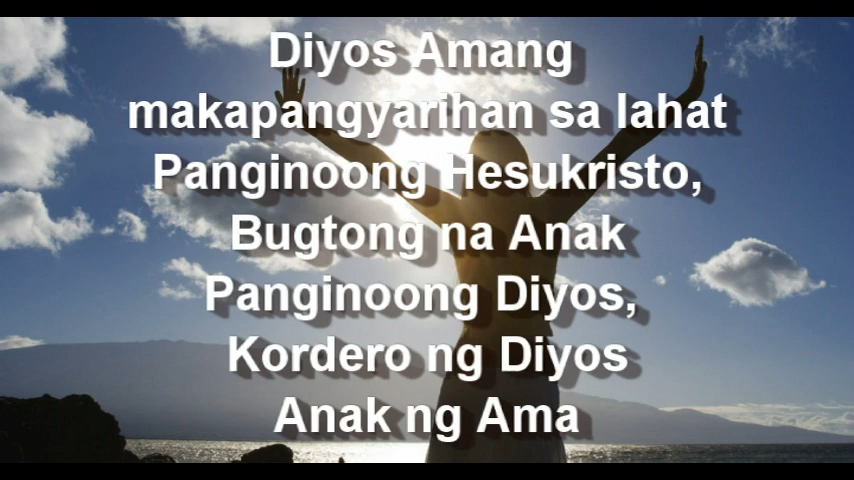 Diyos Amang
makapangyarihan sa lahat
Panginoong Hesukristo,
Bugtong na Anak
Panginoong Diyos,
Kordero ng Diyos
Anak ng Ama